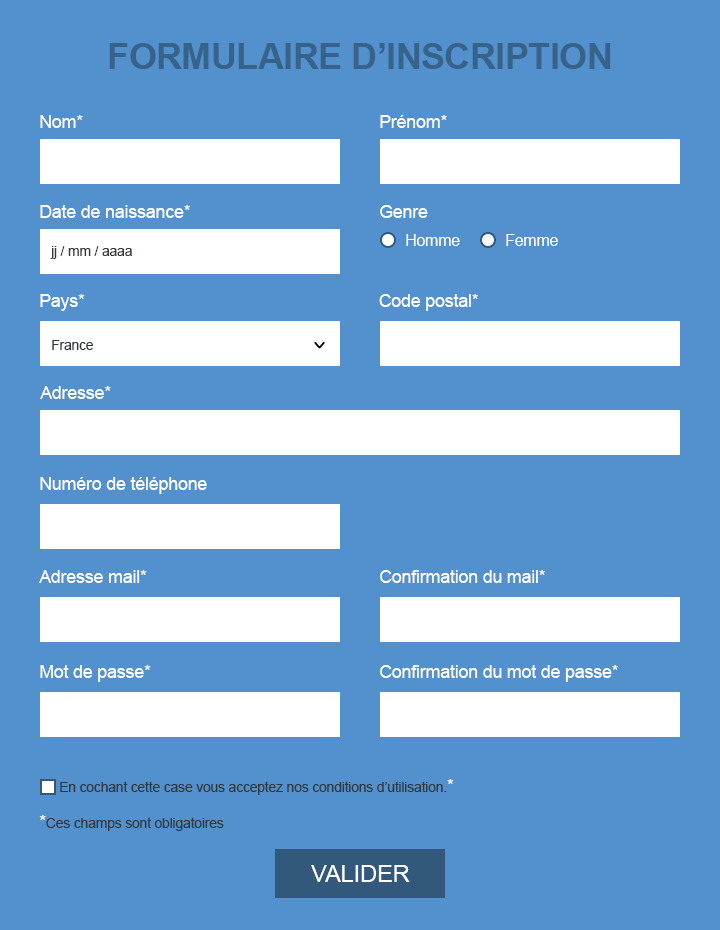 FORMULAIRE D’INSCRIPTION
Nom*
Prénom*
Date de naissance*
Genre
jj / mm / aaaa
Homme
Femme
Pays*
Code postal*
France
Adresse*
Numéro de téléphone
Adresse mail*
Confirmation du mail*
Mot de passe*
Confirmation du mot de passe*
En cochant cette case vous acceptez nos conditions d’utilisation.*
*Ces champs sont obligatoires
VALIDER